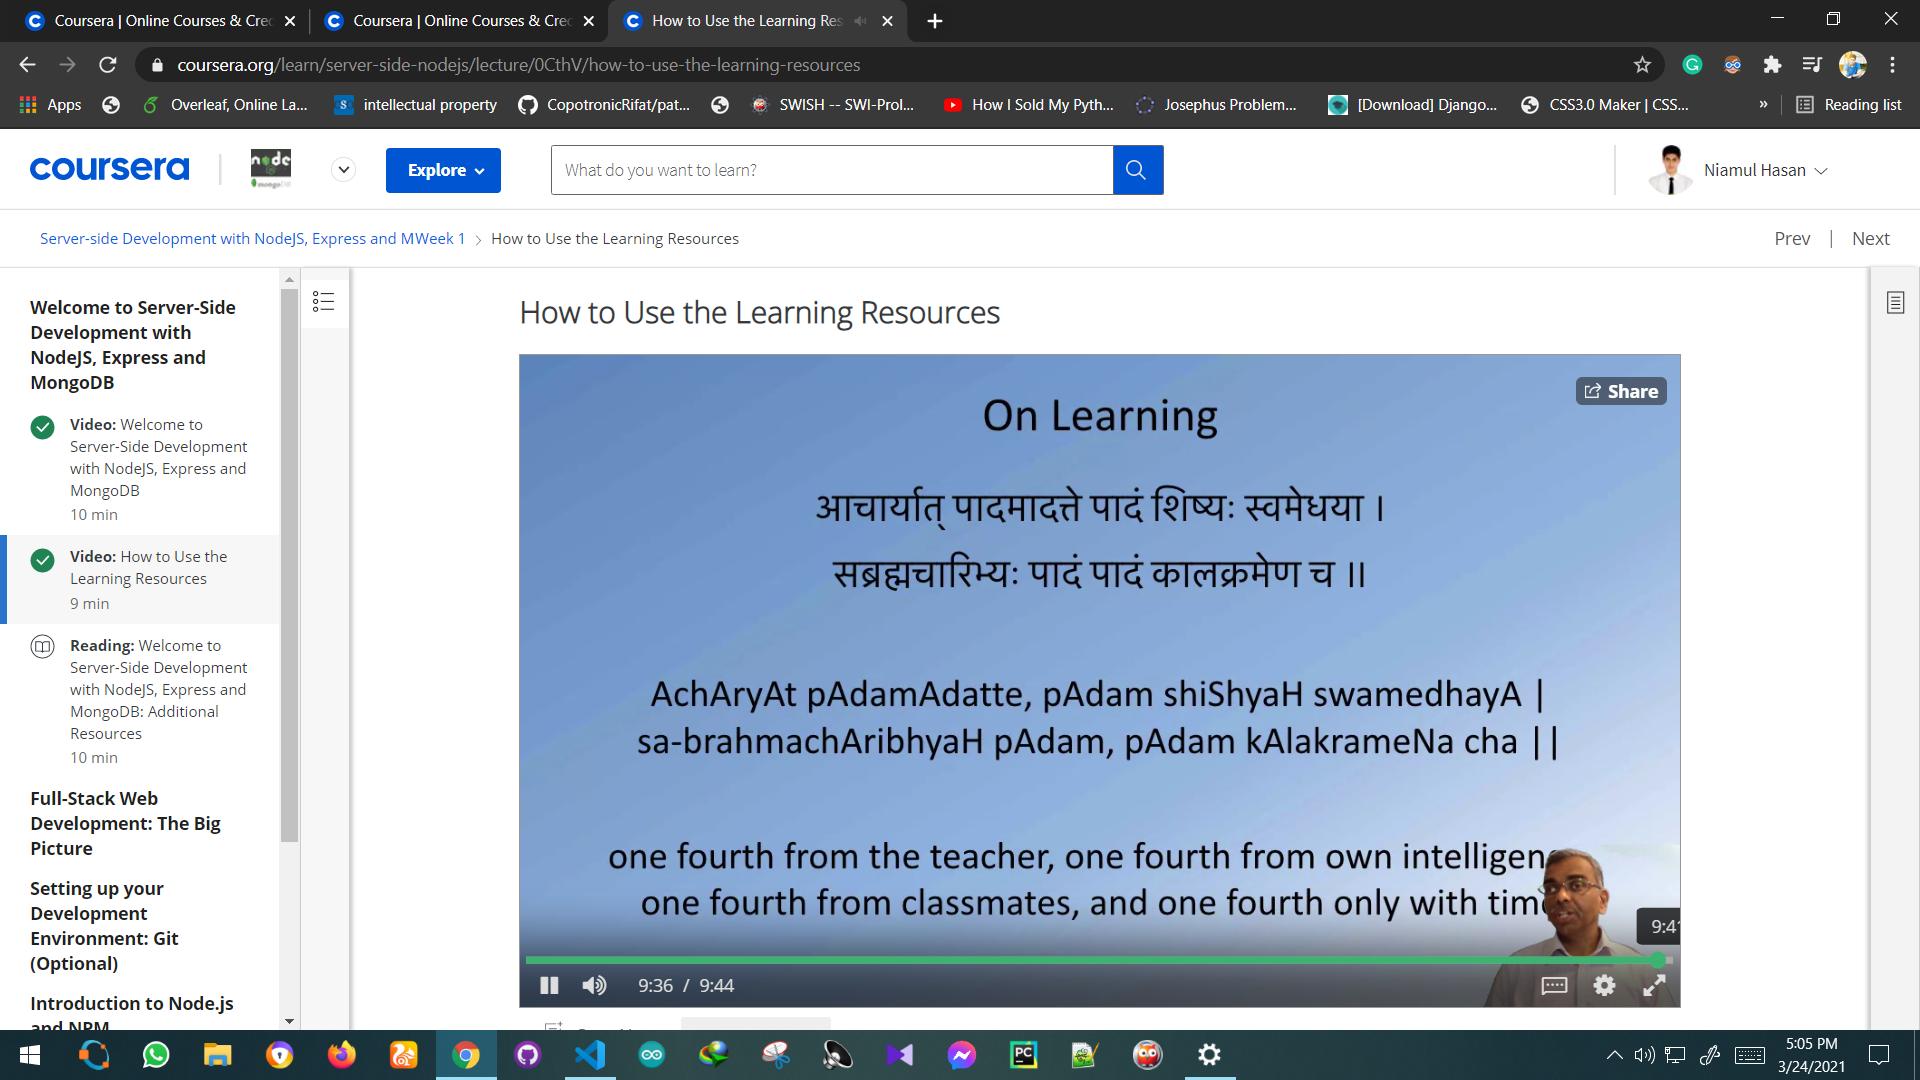 Coursera | Online Courses & Cre
Coursera | Online Courses & Cre
How to Use the Learning Res
coursera.org/learn/server-side-nodejs/lecture/0CthV/how-to-use-the-learning-resources
Apps
Overleaf, Online La...
intellectual property
CopotronicRifat/pat...
SWISH -- SWI-Prol...
How I Sold My Pyth...
Josephus Problem...
[Download] Django...
CSS3.0 Maker | CSS...
»
Reading list
coursera
node
mongoDB
Explore
What do you want to learn?
Niamul Hasan
Server-side Development with NodeJS, Express and MWeek 1 > How to Use the Learning Resources
Prev | Next
Welcome to Server-Side
Development with
NodeJS, Express and
MongoDB
Video: Welcome to
Server-Side Development
with NodeJS, Express and
MongoDB
10 min
Video: How to Use the
Learning Resources
9 min
Reading: Welcome to
Server-Side Development
with NodeJS, Express and
MongoDB: Additional
Resources
10 min
Full-Stack Web
Development: The Big
Picture
Setting up your
Development
Environment: Git
(Optional)
Introduction to Node.js
and NPM
How to Use the Learning Resources
Share
On Learning
आचार्यात् पादमादत्ते पादं शिष्यः स्वमेधया ।
सब्रह्मचारिभ्यः पादं पादं कालक्रमेण च ॥
AchAryAt pAdamAdatte, pAdam shiShyaH swamedhayA |
sa-brahmachAribhyaH pAdam, pAdam kAlakrameNa cha ||
one fourth from the teacher, one fourth from own intelligen
one fourth from classmates, and one fourth only with time
9:41
9:36 / 9:44
5:05 PM
3/24/2021